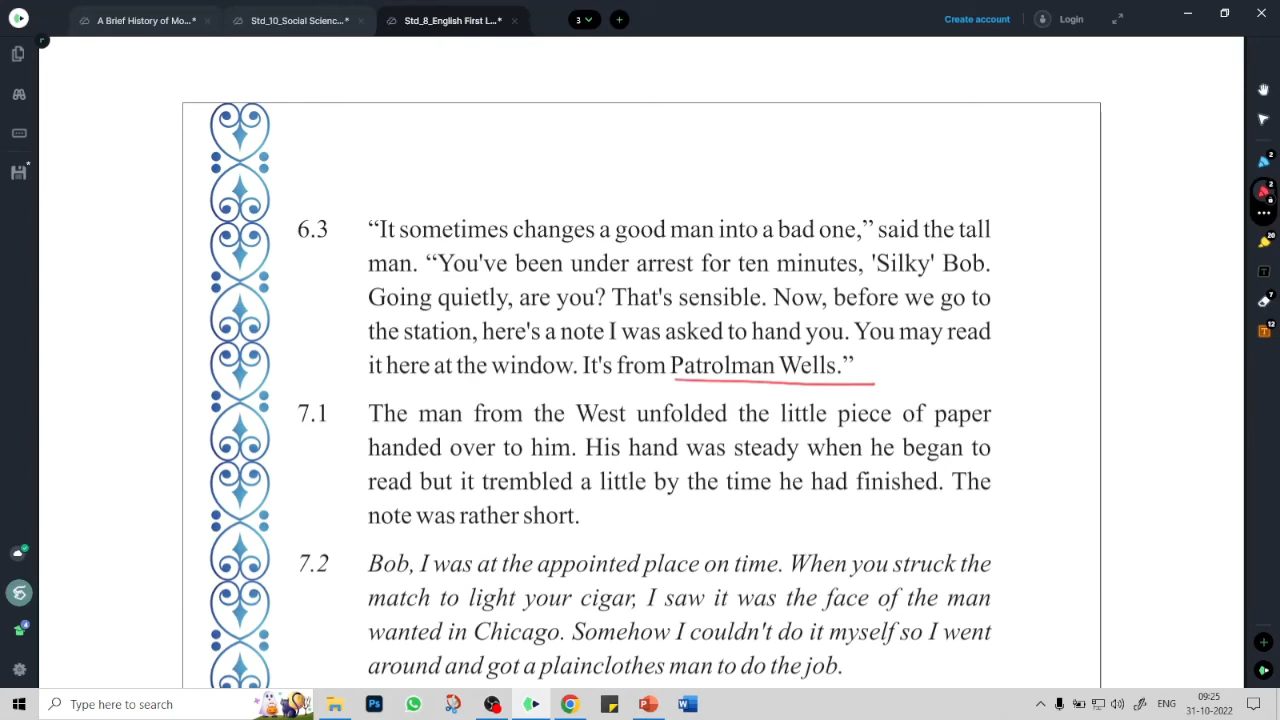 A Brief History of Mo...*
Std_10_Social Scienc...*
Std_8_English First L...*
3
Create account
Login
6.3 “It sometimes changes a good man into a bad one,” said the tall
man. “You've been under arrest for ten minutes, 'Silky' Bob.
Going quietly, are you? That's sensible. Now, before we go to
the station, here's a note I was asked to hand you. You may read
it here at the window. It's from Patrolman Wells.”
7.1 The man from the West unfolded the little piece of paper
handed over to him. His hand was steady when he began to
read but it trembled a little by the time he had finished. The
note was rather short.
7.2 Bob, I was at the appointed place on time. When you struck the
match to light your cigar, I saw it was the face of the man
wanted in Chicago. Somehow I couldn't do it myself so I went
around and got a plainclothes man to do the job.
2
2
20
7
12
4
Type here to search
ENG
09:25
31-10-2022